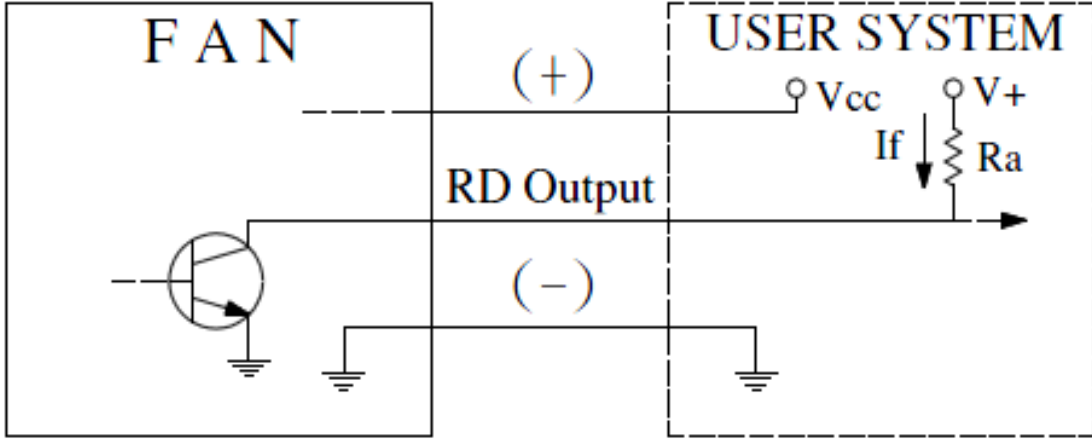 F A N
USER SYSTEM
(+)
Vcc
V+
If
Ra
RD Output
(−)